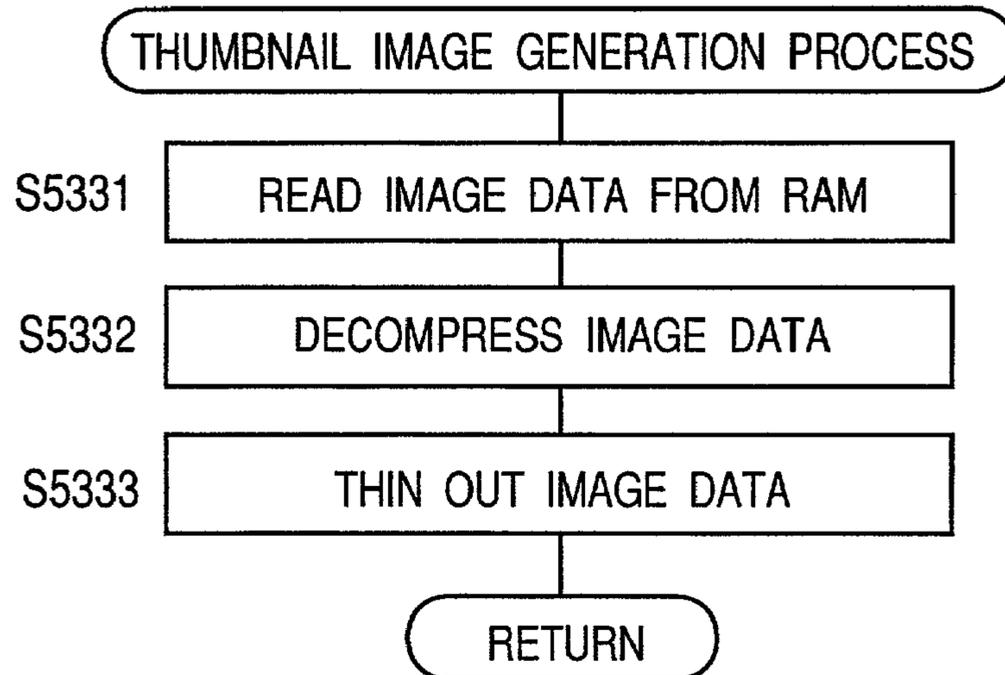 THUMBNAIL IMAGE GENERATION PROCESS
S5331 READ IMAGE DATA FROM RAM
S5332 DECOMPRESS IMAGE DATA
S5333 THIN OUT IMAGE DATA
RETURN